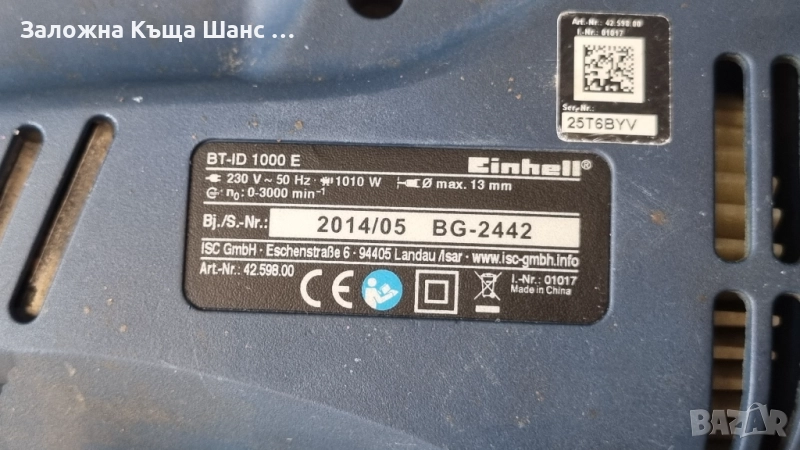 Заложна Къща Шанс ...
Art.-Nr.: 42.598.00
I.-Nr.: 01017
Ser.-Nr.:
25T6BYV
BT-ID 1000 E
Einhell®
230 V ~ 50 Hz · 1010 W Ø max. 13 mm
n₀: 0-3000 min⁻¹
Bj./S.-Nr.: 2014/05 BG-2442
ISC GmbH · Eschenstraße 6 · 94405 Landau /Isar · www.isc-gmbh.info
Art.-Nr.: 42.598.00
I.-Nr.: 01017
Made in China
CE
BAZAR